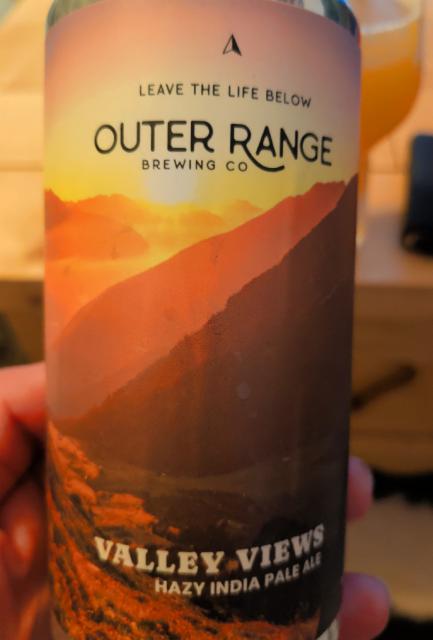 LEAVE THE LIFE BELOW
OUTER RANGE
BREWING CO
VALLEY VIEWS
HAZY INDIA PALE ALE